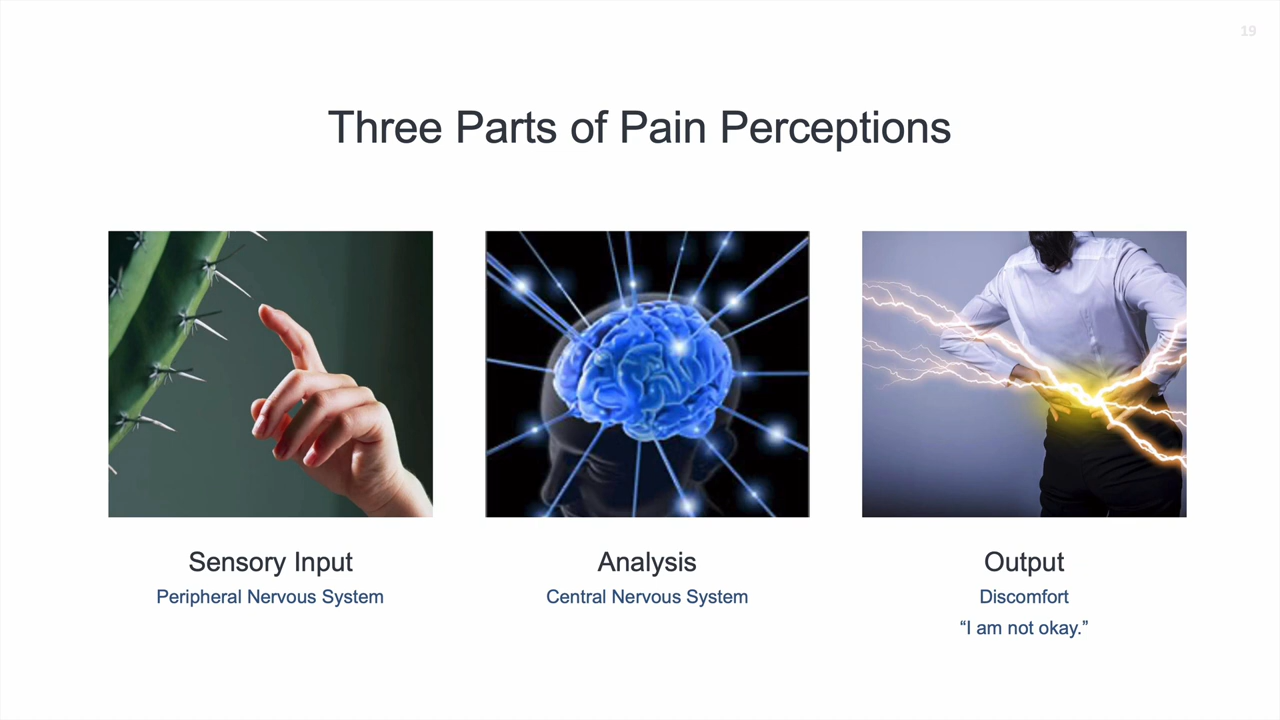 19
Three Parts of Pain Perceptions
Sensory Input
Peripheral Nervous System
Analysis
Central Nervous System
Output
Discomfort
“I am not okay.”